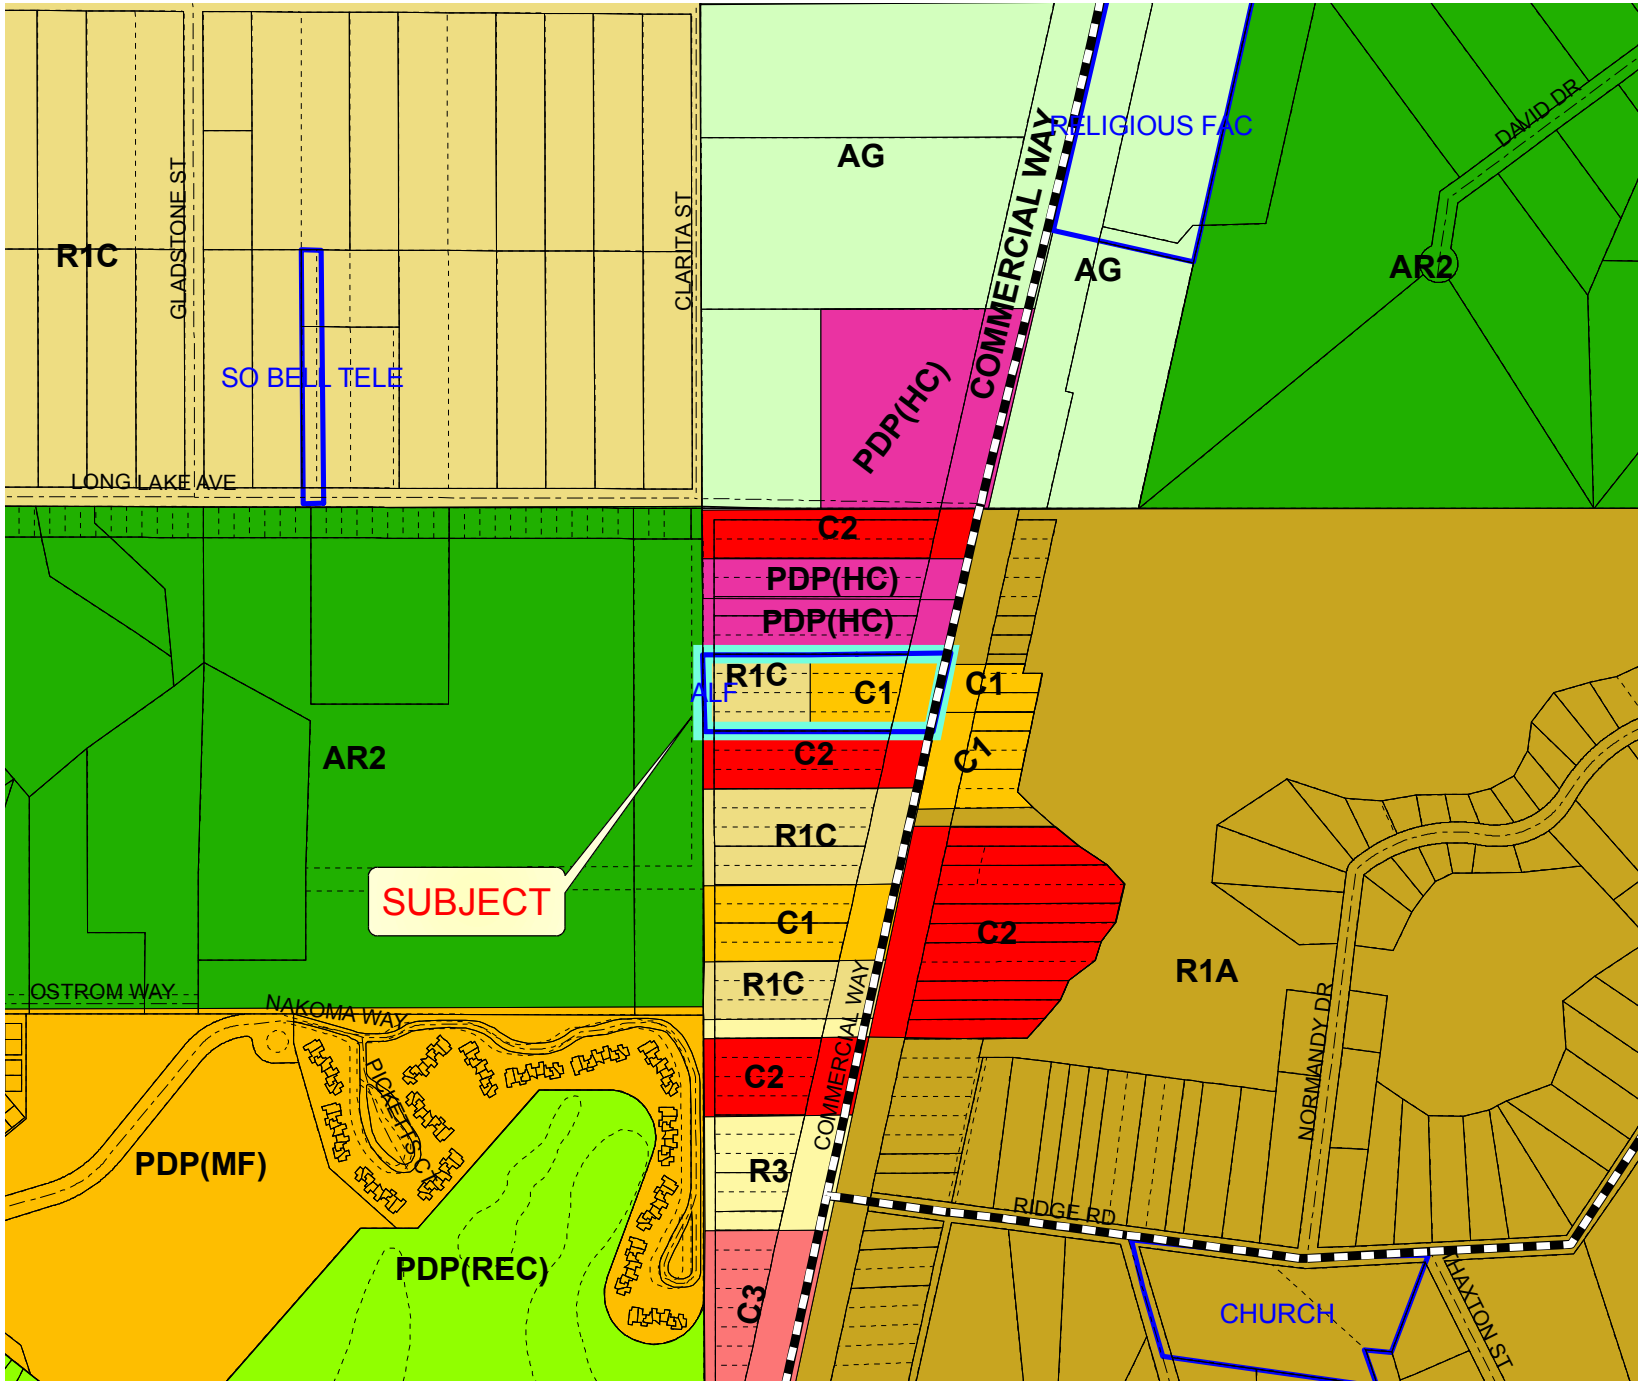 RELIGIOUS FAC
DAVID DR
AG
COMMERCIAL WAY
GLADSTONE ST
CLARITA ST
R1C
AG
AR2
SO BELL TELE
PDP(HC)
LONG LAKE AVE
C2
PDP(HC)
PDP(HC)
R1C
ALF
C1
C1
C2
C1
AR2
R1C
SUBJECT
C1
C2
R1A
R1C
OSTROM WAY
NAKOMA WAY
COMMERCIAL WAY
NORMANDY DR
C2
PICKETTS CT
PDP(MF)
R3
RIDGE RD
PDP(REC)
C3
CHURCH
THAXTON ST